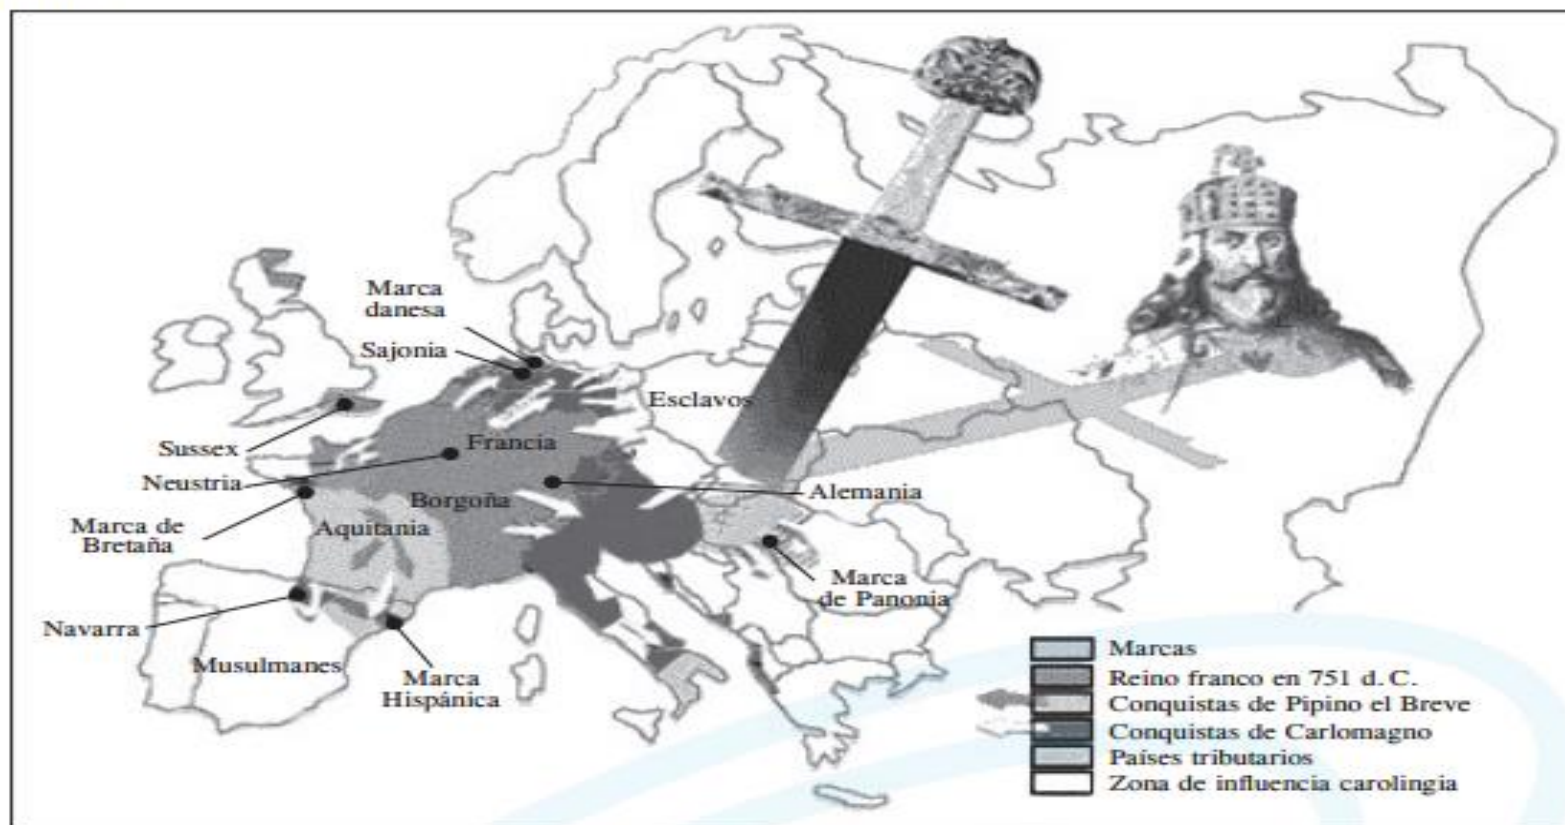 Marca
danesa
Sajonia
Esclavos
Sussex
Francia
Neustria
Borgoña
Alemania
Marca de
Bretaña
Aquitania
Marca
de Panonia
Navarra
Musulmanes
Marca
Hispánica
Marcas
Reino franco en 751 d. C.
Conquistas de Pipino el Breve
Conquistas de Carlomagno
Países tributarios
Zona de influencia carolingia